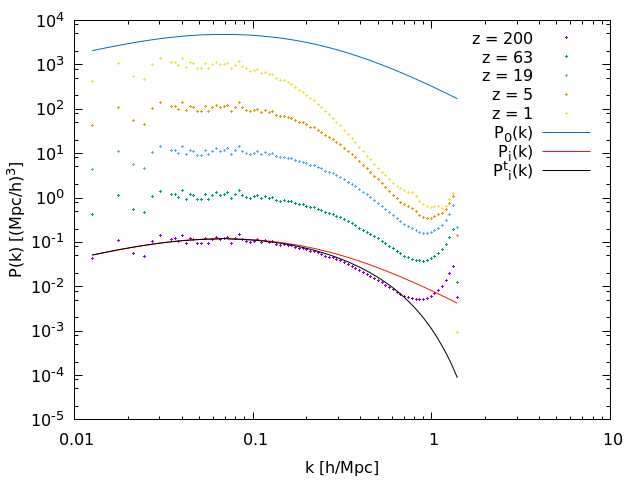 10^4
10^3
10^2
10^1
10^0
10^-1
10^-2
10^-3
10^-4
10^-5
P(k) [(Mpc/h)^3]
z = 200
z = 63
z = 19
z = 5
z = 1
P_0(k)
P_i(k)
P^t_i(k)
0.01
0.1
1
10
k [h/Mpc]